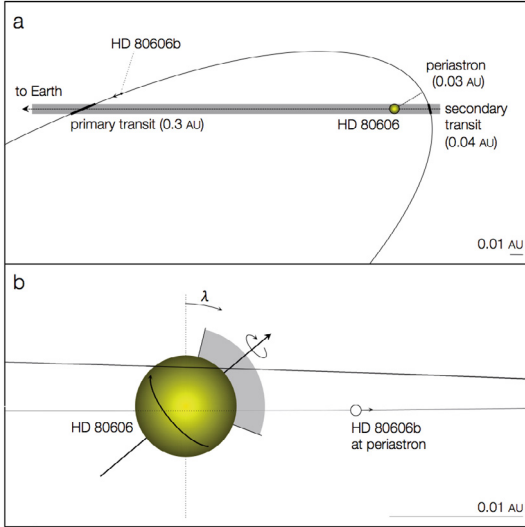 a
HD 80606b
to Earth
periastron
(0.03 AU)
primary transit (0.3 AU)
HD 80606
secondary
transit
(0.04 AU)
0.01 AU
b
λ
HD 80606
HD 80606b
at periastron
0.01 AU